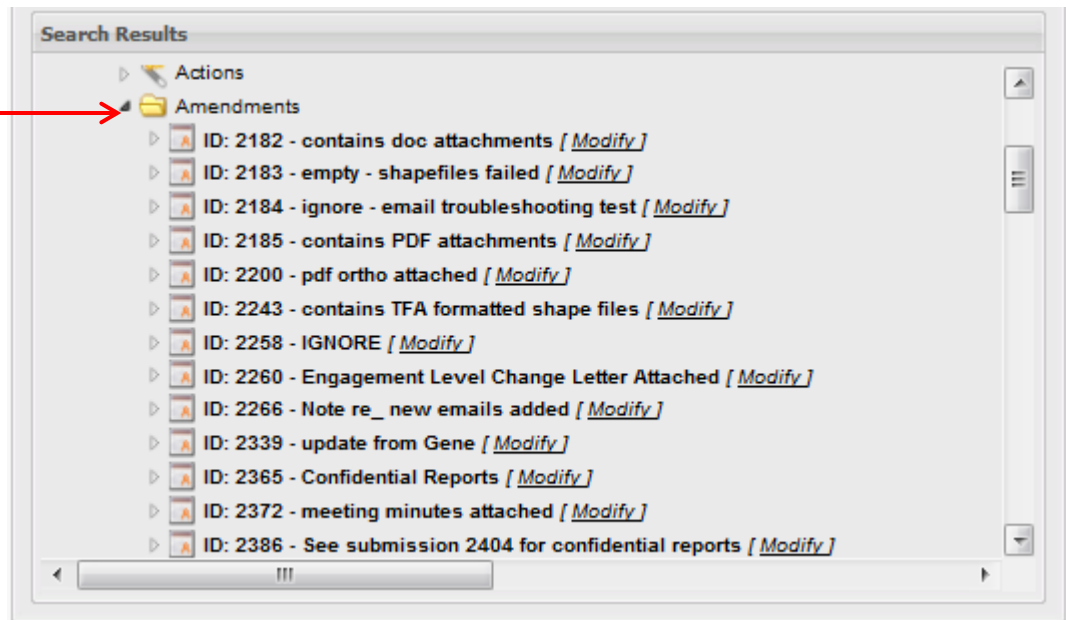 Search Results
Actions
Amendments
ID: 2182 - contains doc attachments [ Modify ]
ID: 2183 - empty - shapefiles failed [ Modify ]
ID: 2184 - ignore - email troubleshooting test [ Modify ]
ID: 2185 - contains PDF attachments [ Modify ]
ID: 2200 - pdf ortho attached [ Modify ]
ID: 2243 - contains TFA formatted shape files [ Modify ]
ID: 2258 - IGNORE [ Modify ]
ID: 2260 - Engagement Level Change Letter Attached [ Modify ]
ID: 2266 - Note re_ new emails added [ Modify ]
ID: 2339 - update from Gene [ Modify ]
ID: 2365 - Confidential Reports [ Modify ]
ID: 2372 - meeting minutes attached [ Modify ]
ID: 2386 - See submission 2404 for confidential reports [ Modify ]